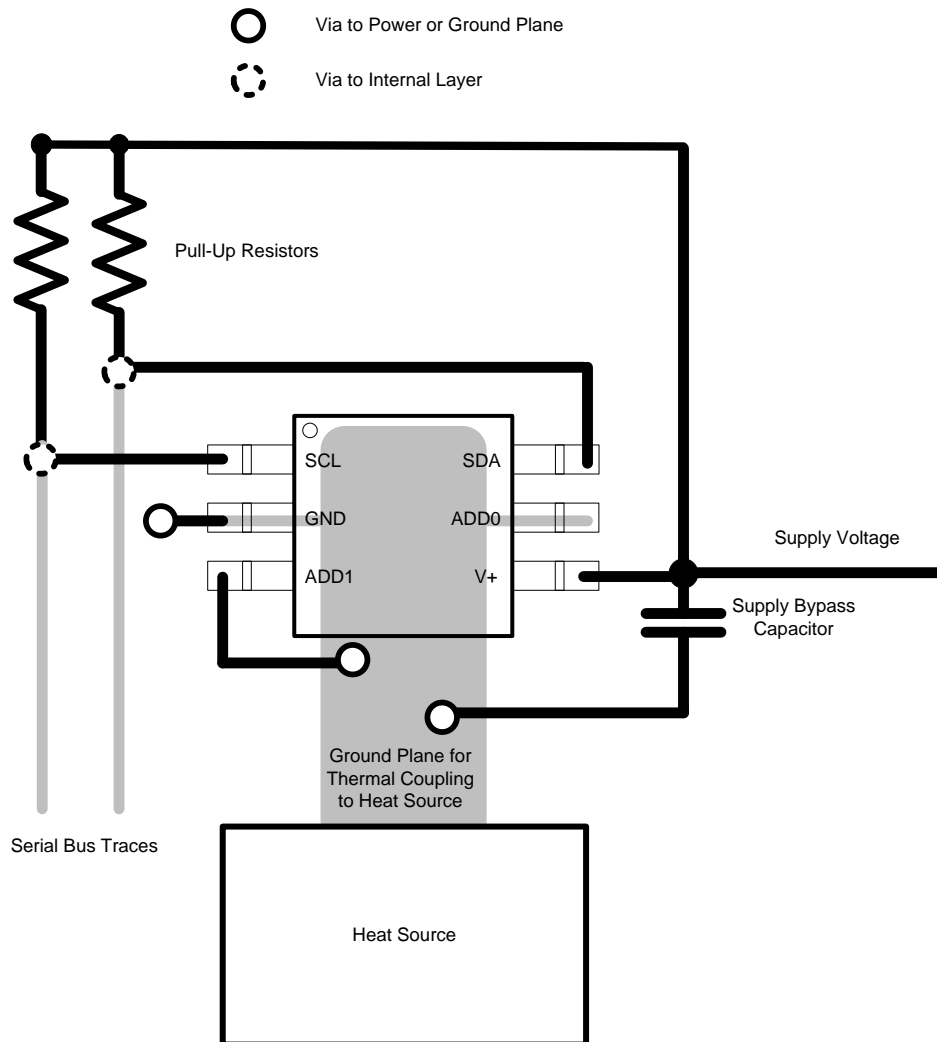 Via to Power or Ground Plane
Via to Internal Layer
Pull-Up Resistors
SCL
SDA
GND
ADD0
ADD1
V+
Supply Voltage
Supply Bypass
Capacitor
Ground Plane for
Thermal Coupling
to Heat Source
Serial Bus Traces
Heat Source